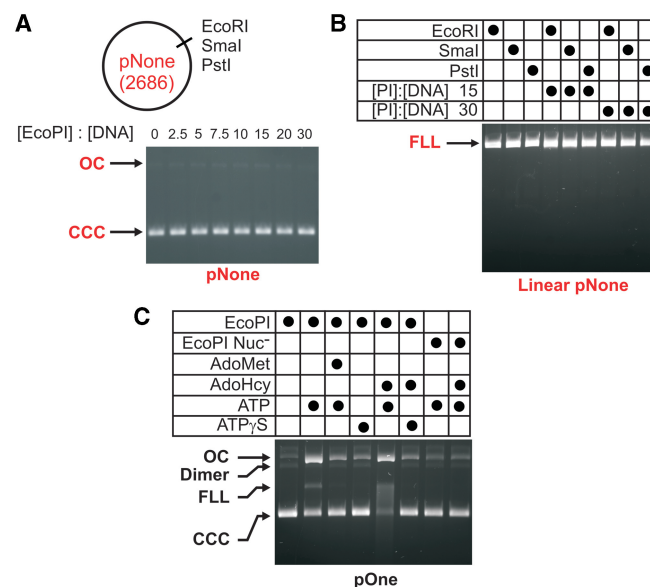 A
EcoRI
SmaI
PstI
pNone
(2686)
[EcoPI] : [DNA] 0 2.5 5 7.5 10 15 20 30
OC
CCC
pNone
B
EcoRI
SmaI
PstI
[PI]:[DNA] 15
[PI]:[DNA] 30
FLL
Linear pNone
C
EcoPI
EcoPI Nuc⁻
AdoMet
AdoHcy
ATP
ATPγS
OC
Dimer
FLL
CCC
pOne